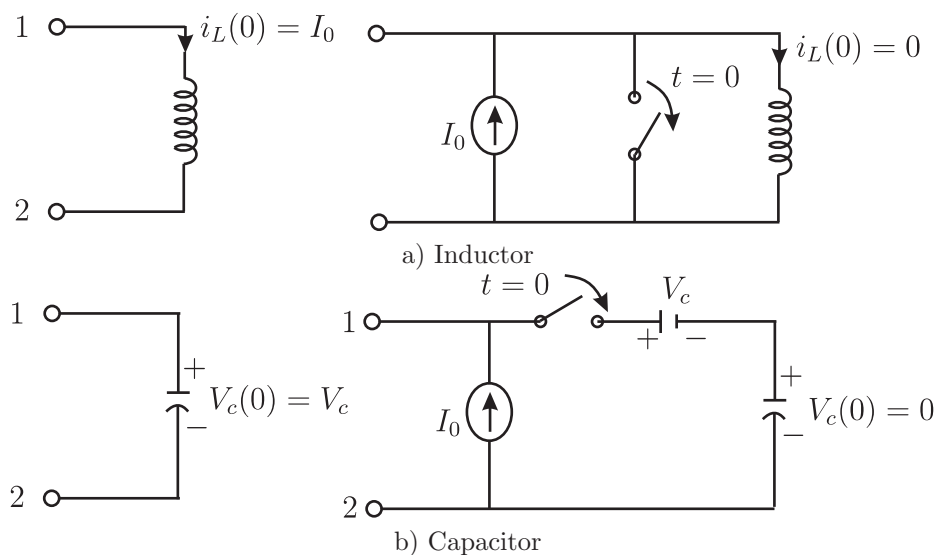 1
i_L(0) = I_0
2
i_L(0) = 0
t = 0
I_0
a) Inductor
1
+
V_c(0) = V_c
−
2
t = 0
V_c
1
+ −
+
I_0
V_c(0) = 0
−
2
b) Capacitor